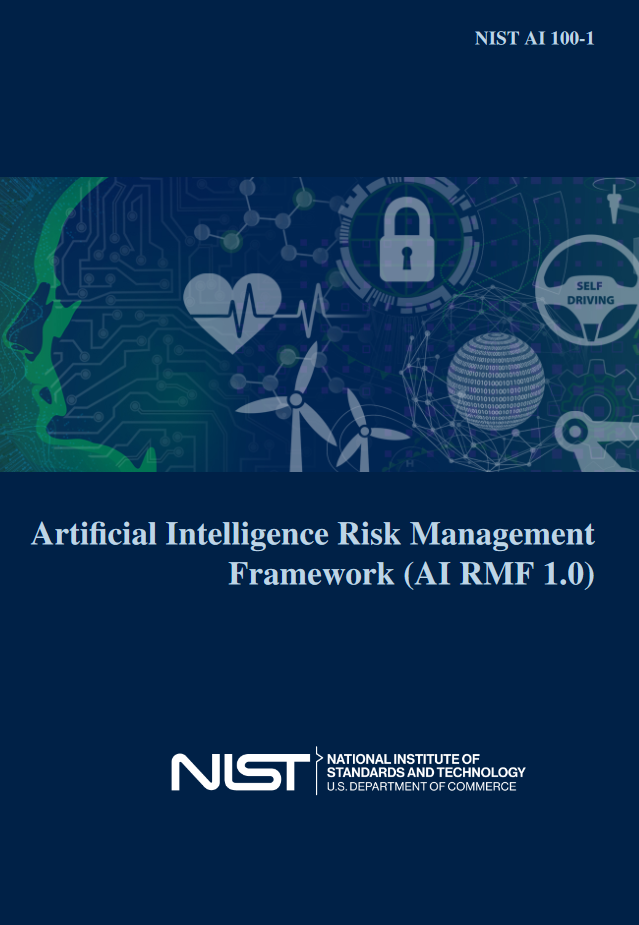 NIST AI 100-1
SELF
DRIVING
Artificial Intelligence Risk Management
Framework (AI RMF 1.0)
NIST
NATIONAL INSTITUTE OF
STANDARDS AND TECHNOLOGY
U.S. DEPARTMENT OF COMMERCE